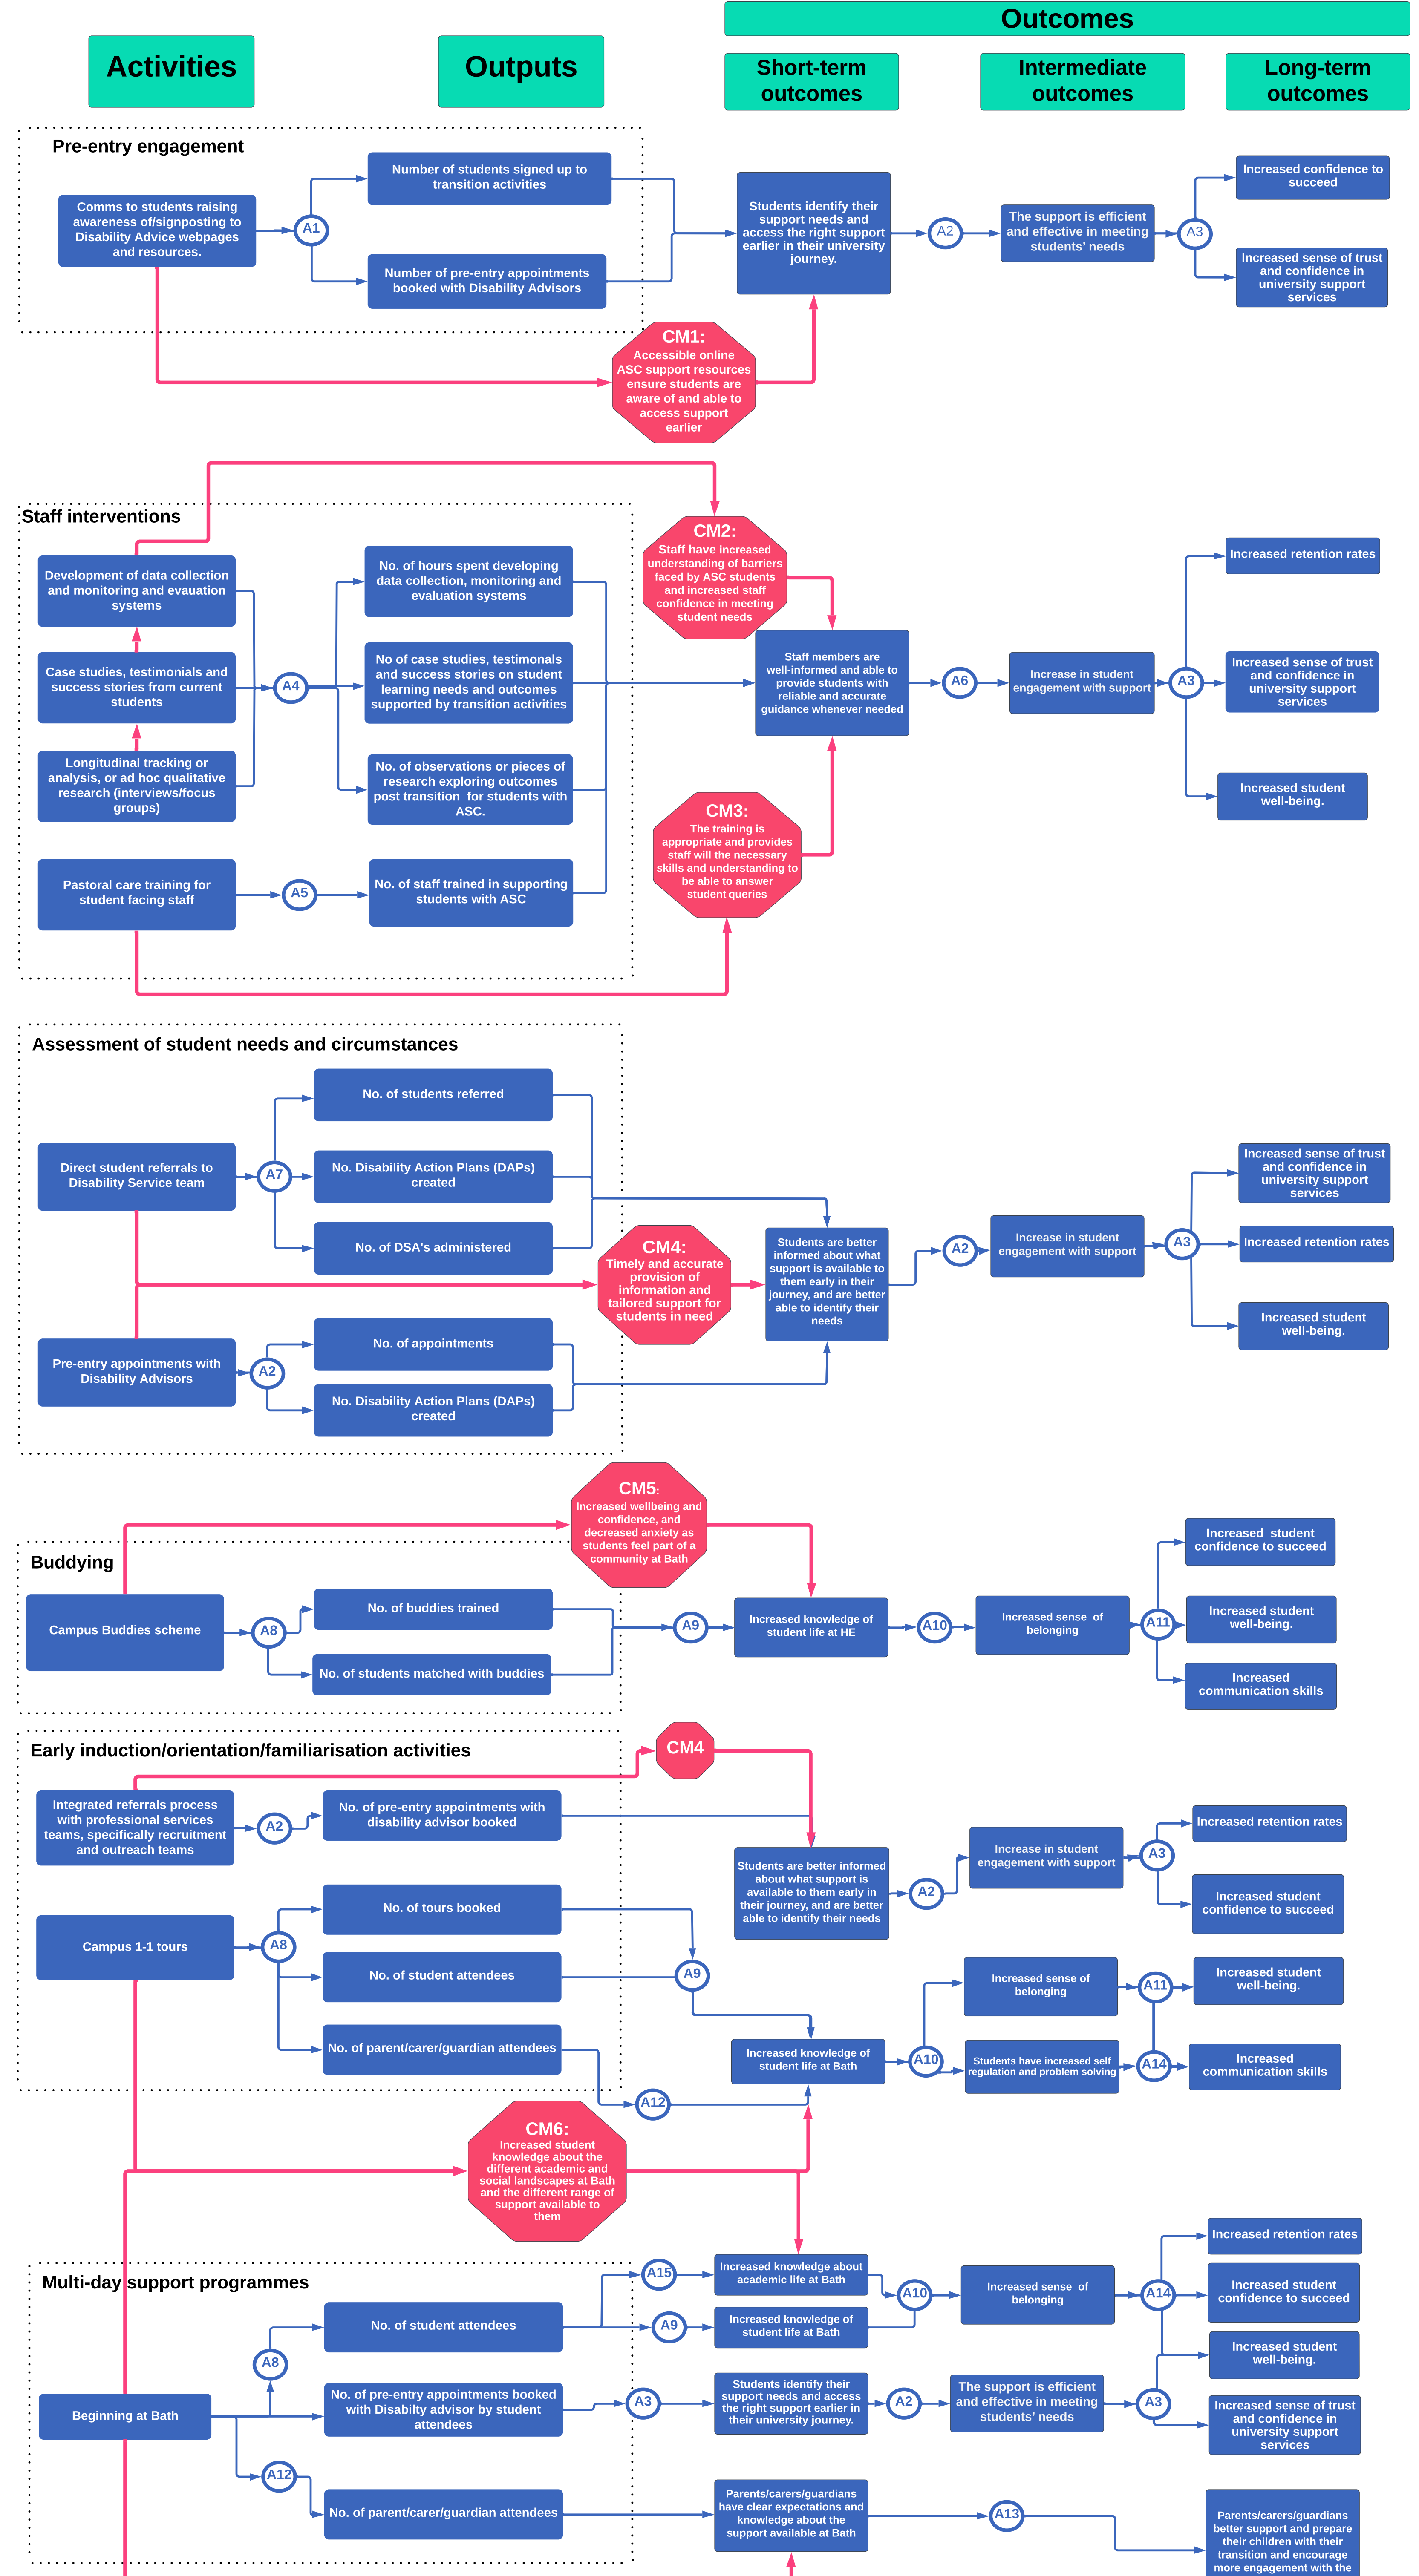 Outcomes
Activities
Outputs
Short-term
outcomes
Intermediate
outcomes
Long-term
outcomes
Pre-entry engagement
Comms to students raising
awareness of/signposting to
Disability Advice webpages
and resources.
A1
Number of students signed up to
transition activities
Number of pre-entry appointments
booked with Disability Advisors
Students identify their
support needs and
access the right support
earlier in their university
journey.
A2
The support is efficient
and effective in meeting
students’ needs
A3
Increased confidence to
succeed
Increased sense of trust
and confidence in
university support
services
CM1:
Accessible online
ASC support resources
ensure students are
aware of and able to
access support
earlier
Staff interventions
Development of data collection
and monitoring and evauation
systems
Case studies, testimonials and
success stories from current
students
Longitudinal tracking or
analysis, or ad hoc qualitative
research (interviews/focus
groups)
Pastoral care training for
student facing staff
A4
A5
No. of hours spent developing
data collection, monitoring and
evaluation systems
No of case studies, testimonals
and success stories on student
learning needs and outcomes
supported by transition activities
No. of observations or pieces of
research exploring outcomes
post transition for students with
ASC.
No. of staff trained in supporting
students with ASC
CM2:
Staff have increased
understanding of barriers
faced by ASC students
and increased staff
confidence in meeting
student needs
Staff members are
well-informed and able to
provide students with
reliable and accurate
guidance whenever needed
CM3:
The training is
appropriate and provides
staff will the necessary
skills and understanding to
be able to answer
student queries
A6
Increase in student
engagement with support
A3
Increased retention rates
Increased sense of trust
and confidence in
university support
services
Increased student
well-being.
Assessment of student needs and circumstances
Direct student referrals to
Disability Service team
A7
No. of students referred
No. Disability Action Plans (DAPs)
created
No. of DSA's administered
Pre-entry appointments with
Disability Advisors
A2
No. of appointments
No. Disability Action Plans (DAPs)
created
CM4:
Timely and accurate
provision of
information and
tailored support for
students in need
Students are better
informed about what
support is available to
them early in their
journey, and are better
able to identify their
needs
A2
Increase in student
engagement with support
A3
Increased sense of trust
and confidence in
university support
services
Increased retention rates
Increased student
well-being.
CM5:
Increased wellbeing and
confidence, and
decreased anxiety as
students feel part of a
community at Bath
Buddying
Campus Buddies scheme
A8
No. of buddies trained
No. of students matched with buddies
A9
Increased knowledge of
student life at HE
A10
Increased sense of
belonging
A11
Increased student
confidence to succeed
Increased student
well-being.
Increased
communication skills
Early induction/orientation/familiarisation activities
CM4
Integrated referrals process
with professional services
teams, specifically recruitment
and outreach teams
A2
No. of pre-entry appointments with
disability advisor booked
Students are better informed
about what support is
available to them early in
their journey, and are better
able to identify their needs
A2
Increase in student
engagement with support
A3
Increased retention rates
Increased student
confidence to succeed
Campus 1-1 tours
A8
No. of tours booked
No. of student attendees
No. of parent/carer/guardian attendees
A9
A12
Increased knowledge of
student life at Bath
A10
Increased sense of
belonging
Students have increased self
regulation and problem solving
A11
A14
Increased student
well-being.
Increased
communication skills
CM6:
Increased student
knowledge about the
different academic and
social landscapes at Bath
and the different range of
support available to
them
Multi-day support programmes
Beginning at Bath
A8
A12
No. of student attendees
No. of pre-entry appointments booked
with Disabilty advisor by student
attendees
No. of parent/carer/guardian attendees
A15
A9
A3
Increased knowledge about
academic life at Bath
Increased knowledge of
student life at Bath
Students identify their
support needs and access
the right support earlier in
their university journey.
Parents/carers/guardians
have clear expectations and
knowledge about the
support available at Bath
A10
A2
A13
Increased sense of
belonging
The support is efficient
and effective in meeting
students’ needs
A14
A3
Increased retention rates
Increased student
confidence to succeed
Increased student
well-being.
Increased sense of trust
and confidence in
university support
services
Parents/carers/guardians
better support and prepare
their children with their
transition and encourage
more engagement with the